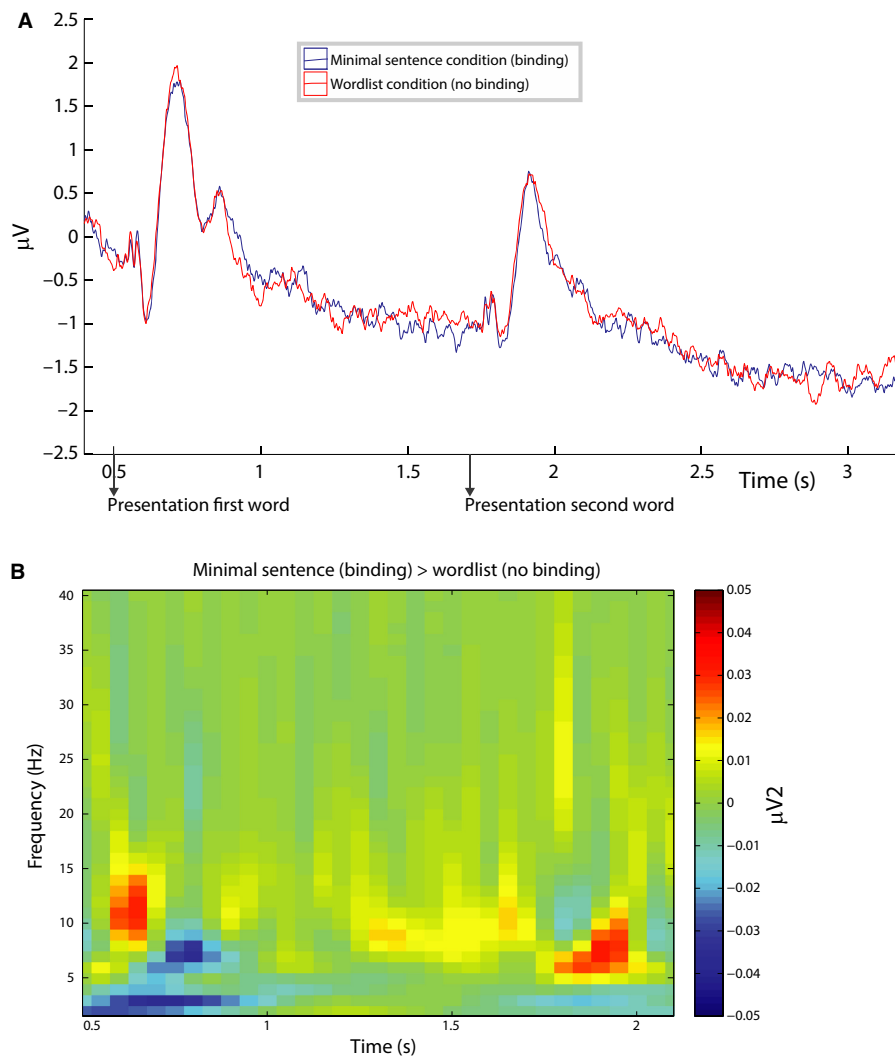 A
2.5
2
1.5
1
0.5
0
−0.5
−1
−1.5
−2
−2.5
µV
Minimal sentence condition (binding)
Wordlist condition (no binding)
0.5 1 1.5 2 2.5 3
Time (s)
Presentation first word Presentation second word
B
Minimal sentence (binding) > wordlist (no binding)
40
35
30
25
20
15
10
5
Frequency (Hz)
0.5 1 1.5 2
Time (s)
0.05
0.04
0.03
0.02
0.01
0
−0.01
−0.02
−0.03
−0.04
−0.05
µV2